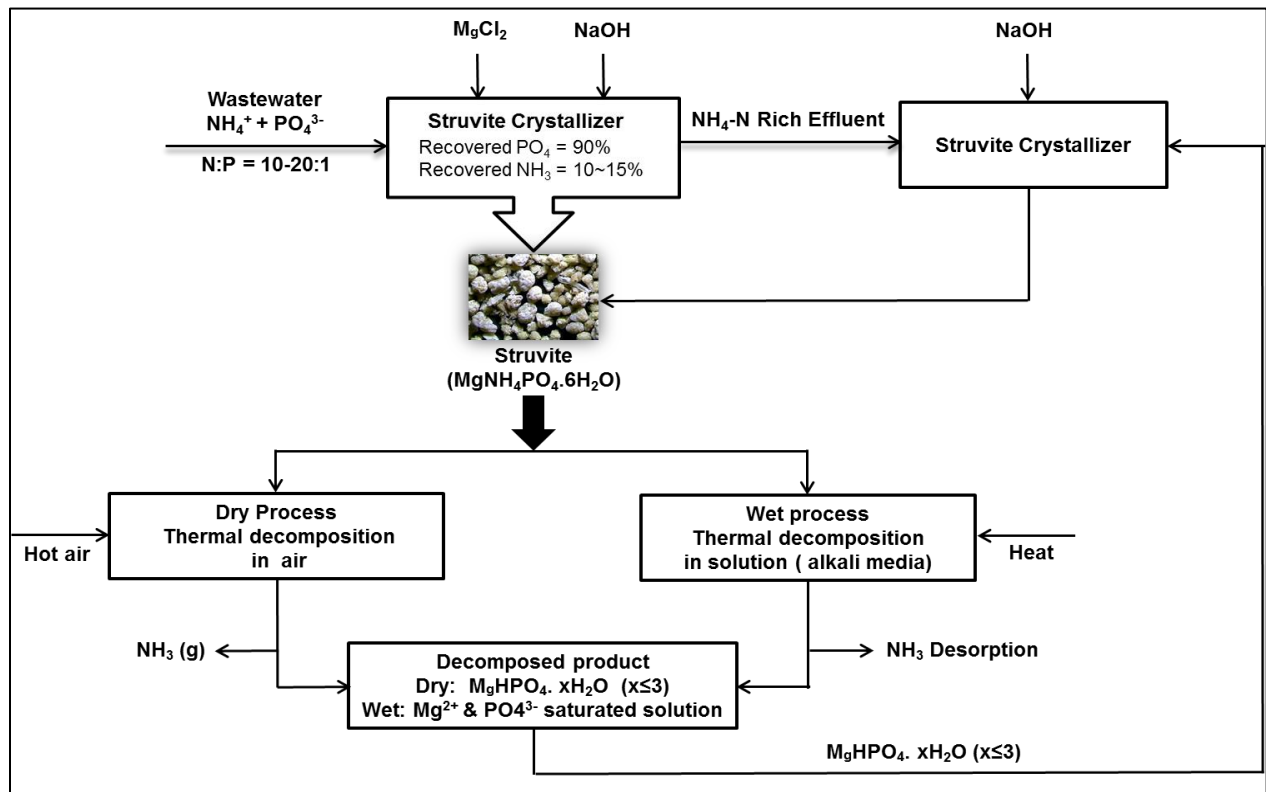 MgCl₂
NaOH
NaOH
Wastewater
NH₄⁺ + PO₄³⁻
N:P = 10-20:1
Struvite Crystallizer
Recovered PO₄ = 90%
Recovered NH₃ = 10~15%
NH₄-N Rich Effluent
Struvite Crystallizer
Struvite
(MgNH₄PO₄.6H₂O)
Hot air
Dry Process
Thermal decomposition
in air
Wet process
Thermal decomposition
in solution ( alkali media)
Heat
NH₃ (g)
NH₃ Desorption
Decomposed product
Dry: MgHPO₄. xH₂O (x≤3)
Wet: Mg²⁺ & PO4³⁻ saturated solution
MgHPO₄. xH₂O (x≤3)